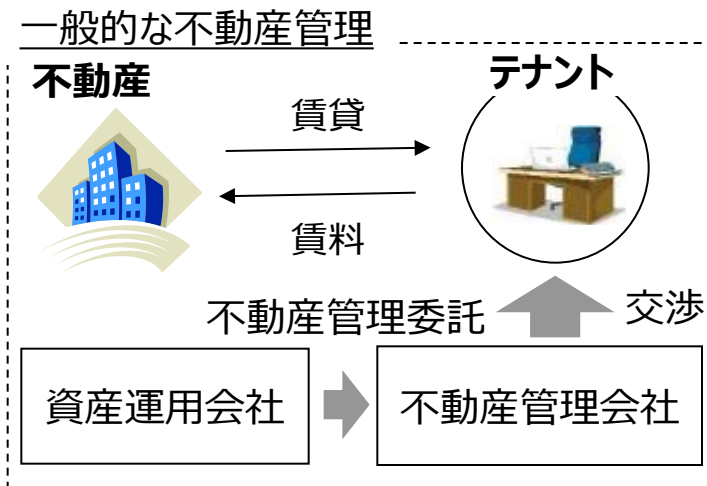 一般的な不動産管理
不動産
テナント
賃貸
賃料
不動産管理委託
交渉
資産運用会社
不動産管理会社